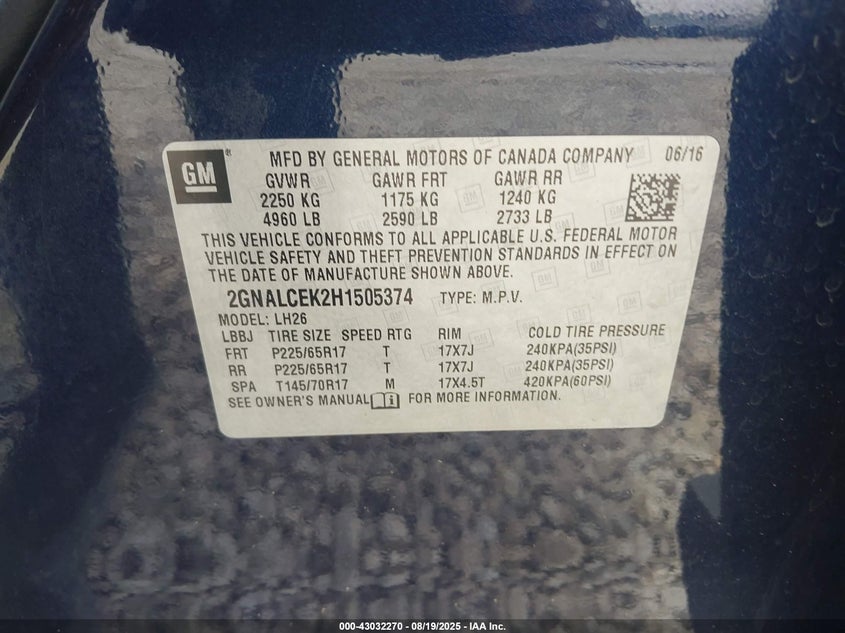 GM ® MFD BY GENERAL MOTORS OF CANADA COMPANY 06/16
GVWR GAWR FRT GAWR RR
2250 KG 1175 KG 1240 KG
4960 LB 2590 LB 2733 LB
THIS VEHICLE CONFORMS TO ALL APPLICABLE U.S. FEDERAL MOTOR
VEHICLE SAFETY AND THEFT PREVENTION STANDARDS IN EFFECT ON
THE DATE OF MANUFACTURE SHOWN ABOVE.
2GNALCEK2H1505374 TYPE: M.P.V.
MODEL: LH26
LBBJ TIRE SIZE SPEED RTG RIM COLD TIRE PRESSURE
FRT P225/65R17 T 17X7J 240KPA(35PSI)
RR P225/65R17 T 17X7J 240KPA(35PSI)
SPA T145/70R17 M 17X4.5T 420KPA(60PSI)
SEE OWNER'S MANUAL FOR MORE INFORMATION.
000-43032270 - 08/19/2025 - IAA Inc.